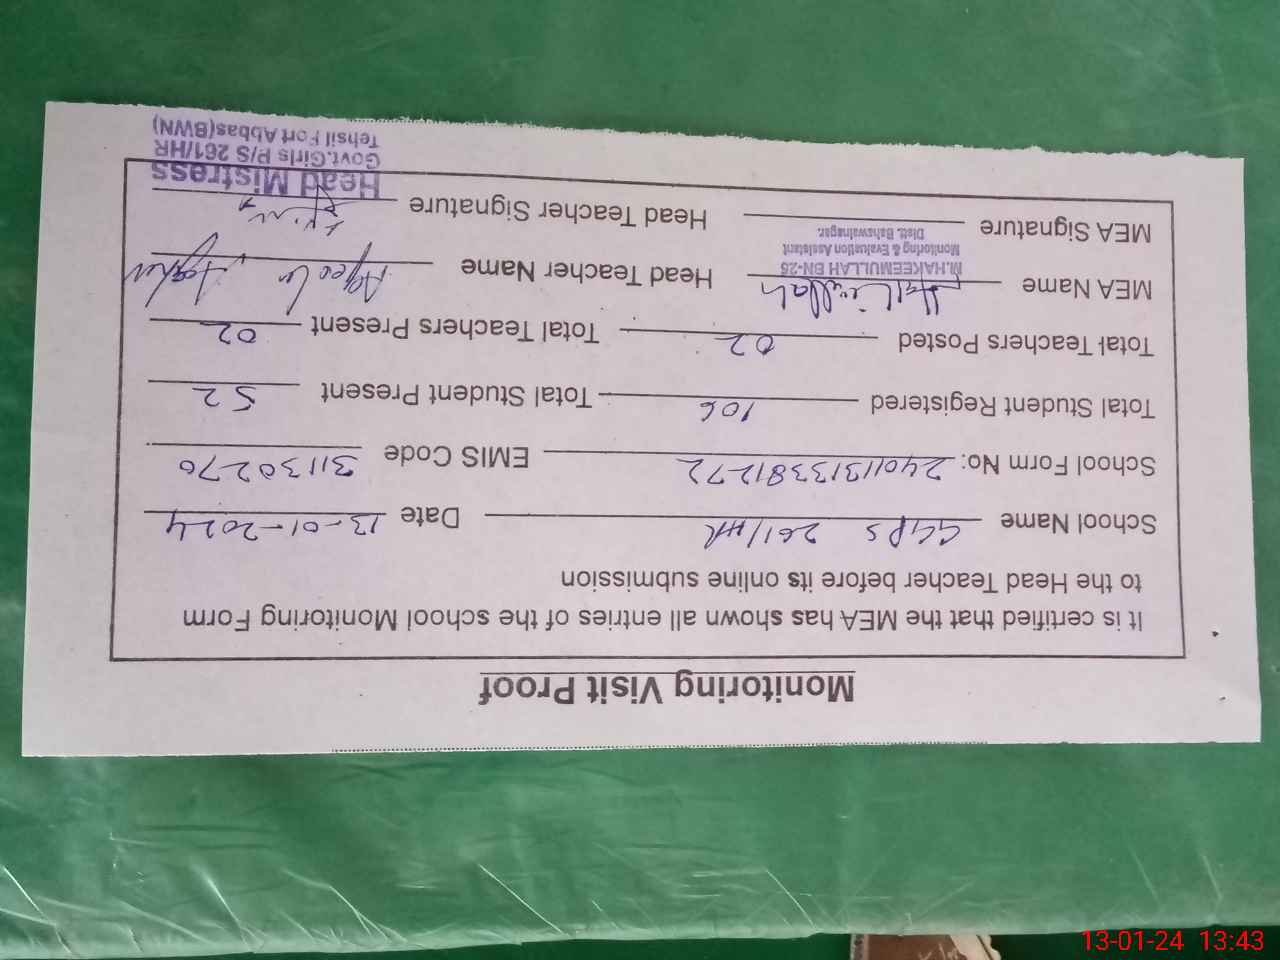 Monitoring Visit Proof
It is certified that the MEA has shown all entries of the school Monitoring Form
to the Head Teacher before its online submission
School Name GGPS 261/HR Date 13-01-2024
School Form No: EMIS Code 31130270
Total Student Registered 106 Total Student Present 52
Total Teachers Posted 02 Total Teachers Present 02
MEA Name Hakeemullah Head Teacher Name
M.HAKEEMULLAH BN-25
Monitoring & Evaluation Assistant
Distt. Bahawalnagar.
MEA Signature Head Teacher Signature
Head Mistress
Govt.Girls P/S 261/HR
Tehsil Fort Abbas(BWN)
13-01-24 13:43